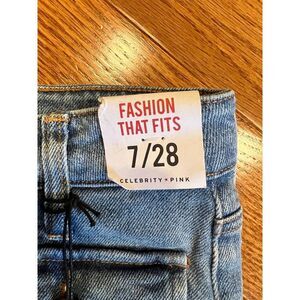 FASHION
THAT FITS
7/28
CELEBRITY PINK